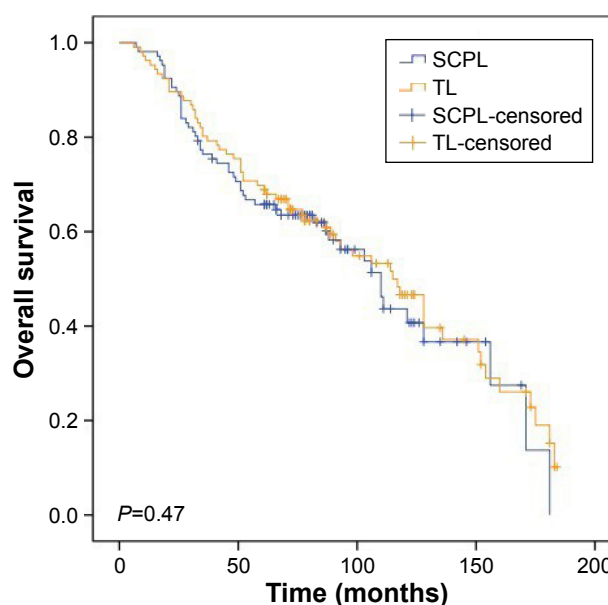 Overall survival
1.0
0.8
0.6
0.4
0.2
0.0
SCPL
TL
SCPL-censored
TL-censored
P=0.47
0 50 100 150 200
Time (months)